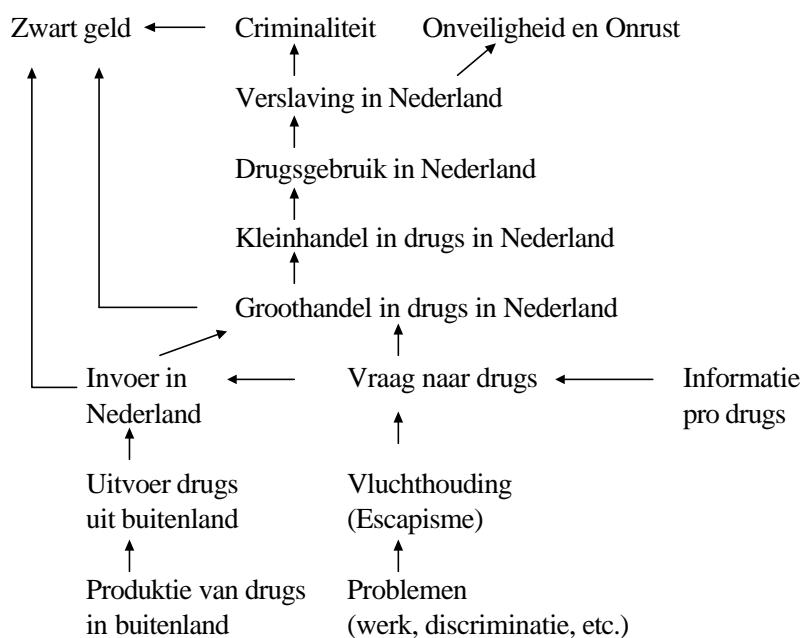 Zwart geld Criminaliteit Onveiligheid en Onrust
Verslaving in Nederland
Drugsgebruik in Nederland
Kleinhandel in drugs in Nederland
Groothandel in drugs in Nederland
Invoer in
Nederland
Vraag naar drugs
Informatie
pro drugs
Uitvoer drugs
uit buitenland
Vluchthouding
(Escapisme)
Produktie van drugs
in buitenland
Problemen
(werk, discriminatie, etc.)